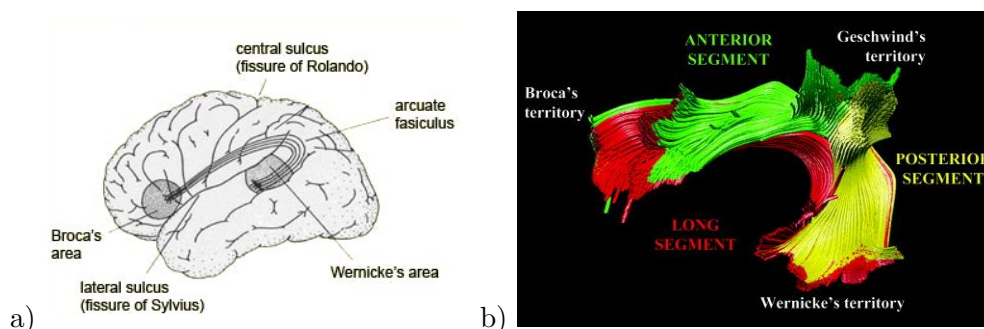 central sulcus
(fissure of Rolando)
arcuate
fasiculus
Broca's
area
lateral sulcus
(fissure of Sylvius)
Wernicke's area
a)
ANTERIOR
SEGMENT
Geschwind's
territory
Broca's
territory
POSTERIOR
SEGMENT
LONG
SEGMENT
Wernicke's territory
b)